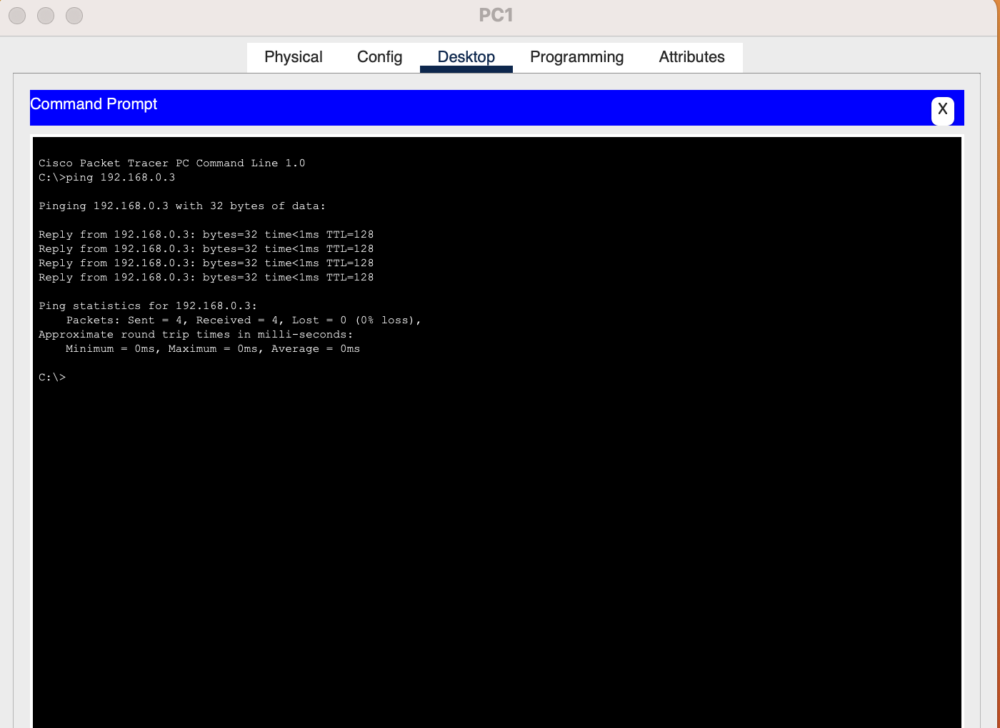 PC1
Physical Config Desktop Programming Attributes
Command Prompt
X
Cisco Packet Tracer PC Command Line 1.0
C:\>ping 192.168.0.3
Pinging 192.168.0.3 with 32 bytes of data:
Reply from 192.168.0.3: bytes=32 time<1ms TTL=128
Reply from 192.168.0.3: bytes=32 time<1ms TTL=128
Reply from 192.168.0.3: bytes=32 time<1ms TTL=128
Reply from 192.168.0.3: bytes=32 time<1ms TTL=128
Ping statistics for 192.168.0.3:
    Packets: Sent = 4, Received = 4, Lost = 0 (0% loss),
Approximate round trip times in milli-seconds:
    Minimum = 0ms, Maximum = 0ms, Average = 0ms
C:\>